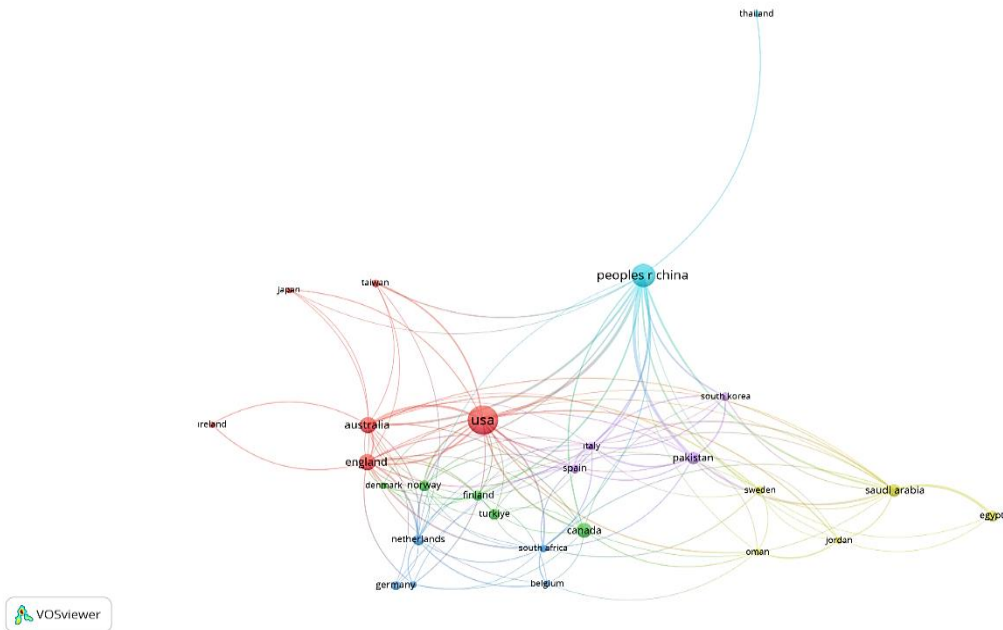 thailand
peoples r china
japan
taiwan
south korea
ireland
australia
usa
england
italy
pakistan
spain
denmark
norway
finland
turkiye
sweden
saudi arabia
egypt
canada
netherlands
south africa
jordan
oman
germany
belgium
VOSviewer